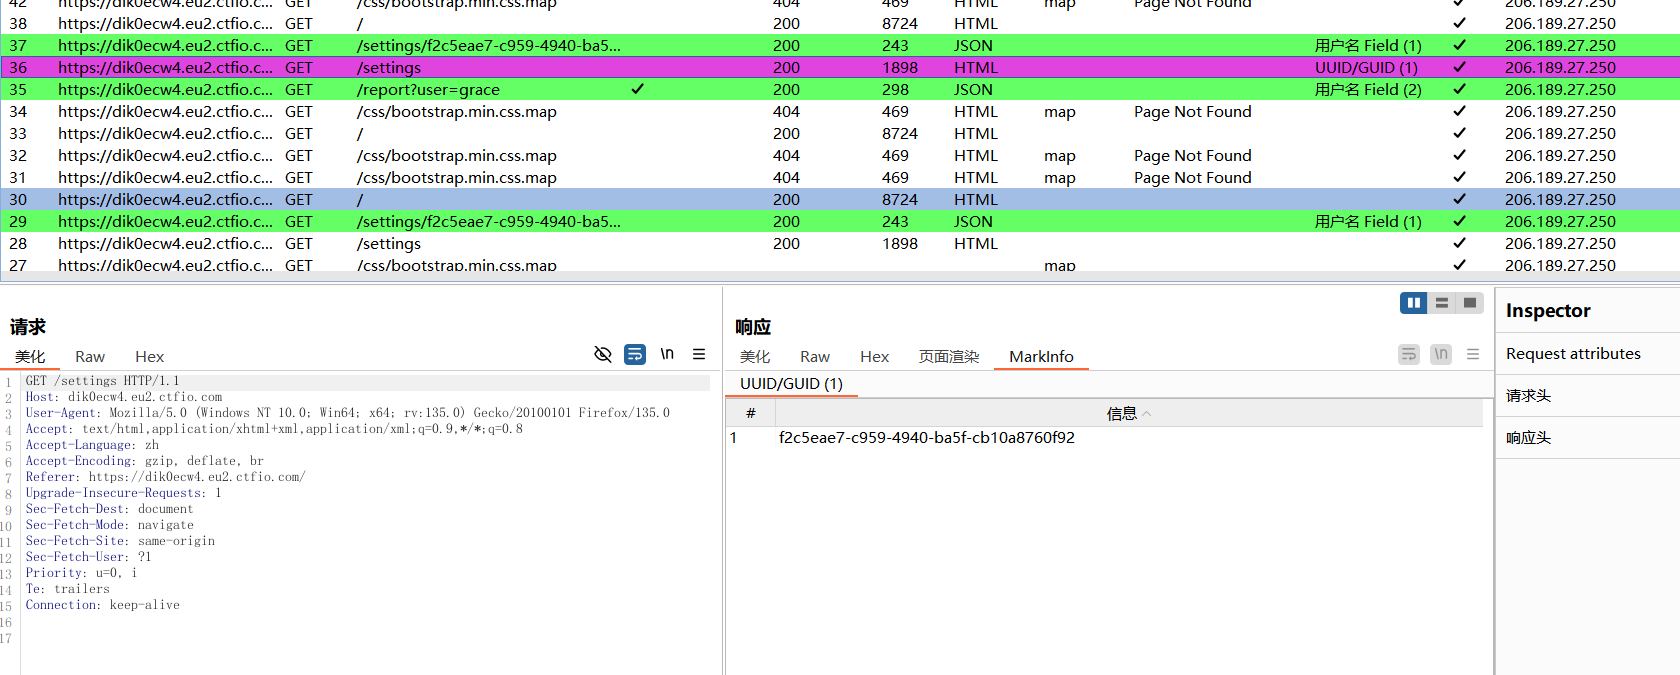 42 https://dik0ecw4.eu2.ctfio.c... GET /css/bootstrap.min.css.map 404 469 HTML map Page Not Found ✓ 206.189.27.250
38 https://dik0ecw4.eu2.ctfio.c... GET / 200 8724 HTML ✓ 206.189.27.250
37 https://dik0ecw4.eu2.ctfio.c... GET /settings/f2c5eae7-c959-4940-ba5... 200 243 JSON 用户名 Field (1) ✓ 206.189.27.250
36 https://dik0ecw4.eu2.ctfio.c... GET /settings 200 1898 HTML UUID/GUID (1) ✓ 206.189.27.250
35 https://dik0ecw4.eu2.ctfio.c... GET /report?user=grace ✓ 200 298 JSON 用户名 Field (2) ✓ 206.189.27.250
34 https://dik0ecw4.eu2.ctfio.c... GET /css/bootstrap.min.css.map 404 469 HTML map Page Not Found ✓ 206.189.27.250
33 https://dik0ecw4.eu2.ctfio.c... GET / 200 8724 HTML ✓ 206.189.27.250
32 https://dik0ecw4.eu2.ctfio.c... GET /css/bootstrap.min.css.map 404 469 HTML map Page Not Found ✓ 206.189.27.250
31 https://dik0ecw4.eu2.ctfio.c... GET /css/bootstrap.min.css.map 404 469 HTML map Page Not Found ✓ 206.189.27.250
30 https://dik0ecw4.eu2.ctfio.c... GET / 200 8724 HTML ✓ 206.189.27.250
29 https://dik0ecw4.eu2.ctfio.c... GET /settings/f2c5eae7-c959-4940-ba5... 200 243 JSON 用户名 Field (1) ✓ 206.189.27.250
28 https://dik0ecw4.eu2.ctfio.c... GET /settings 200 1898 HTML ✓ 206.189.27.250
27 https://dik0ecw4.eu2.ctfio.c... GET /css/bootstrap.min.css.map map ✓ 206.189.27.250
请求
美化 Raw Hex \n
1 GET /settings HTTP/1.1
2 Host: dik0ecw4.eu2.ctfio.com
3 User-Agent: Mozilla/5.0 (Windows NT 10.0; Win64; x64; rv:135.0) Gecko/20100101 Firefox/135.0
4 Accept: text/html,application/xhtml+xml,application/xml;q=0.9,*/*;q=0.8
5 Accept-Language: zh
6 Accept-Encoding: gzip, deflate, br
7 Referer: https://dik0ecw4.eu2.ctfio.com/
8 Upgrade-Insecure-Requests: 1
9 Sec-Fetch-Dest: document
10 Sec-Fetch-Mode: navigate
11 Sec-Fetch-Site: same-origin
12 Sec-Fetch-User: ?1
13 Priority: u=0, i
14 Te: trailers
15 Connection: keep-alive
16
17
响应
美化 Raw Hex 页面渲染 MarkInfo \n
UUID/GUID (1)
# 信息
1 f2c5eae7-c959-4940-ba5f-cb10a8760f92
Inspector
Request attributes
请求头
响应头